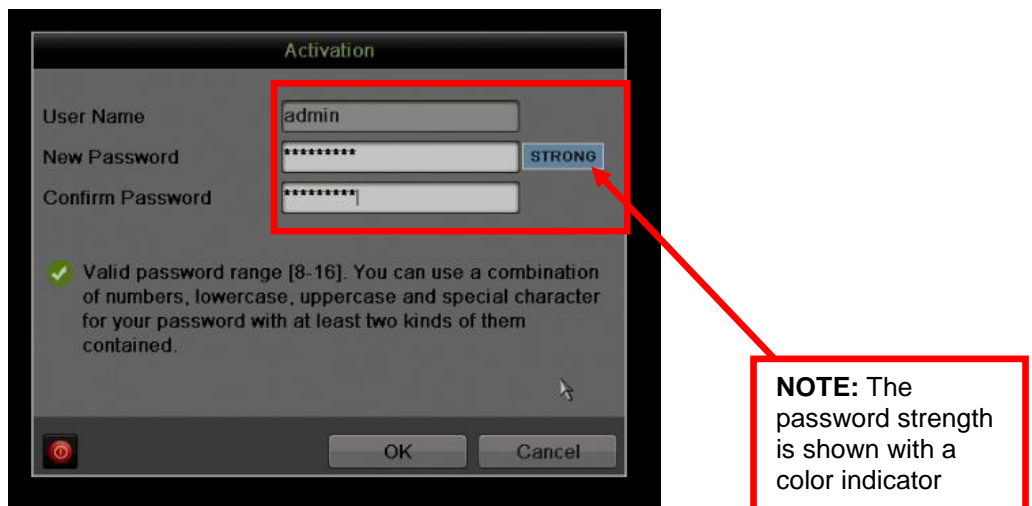 Activation
User Name
admin
New Password
*********
STRONG
Confirm Password
*********
Valid password range [8-16]. You can use a combination
of numbers, lowercase, uppercase and special character
for your password with at least two kinds of them
contained.
OK
Cancel
NOTE: The
password strength
is shown with a
color indicator